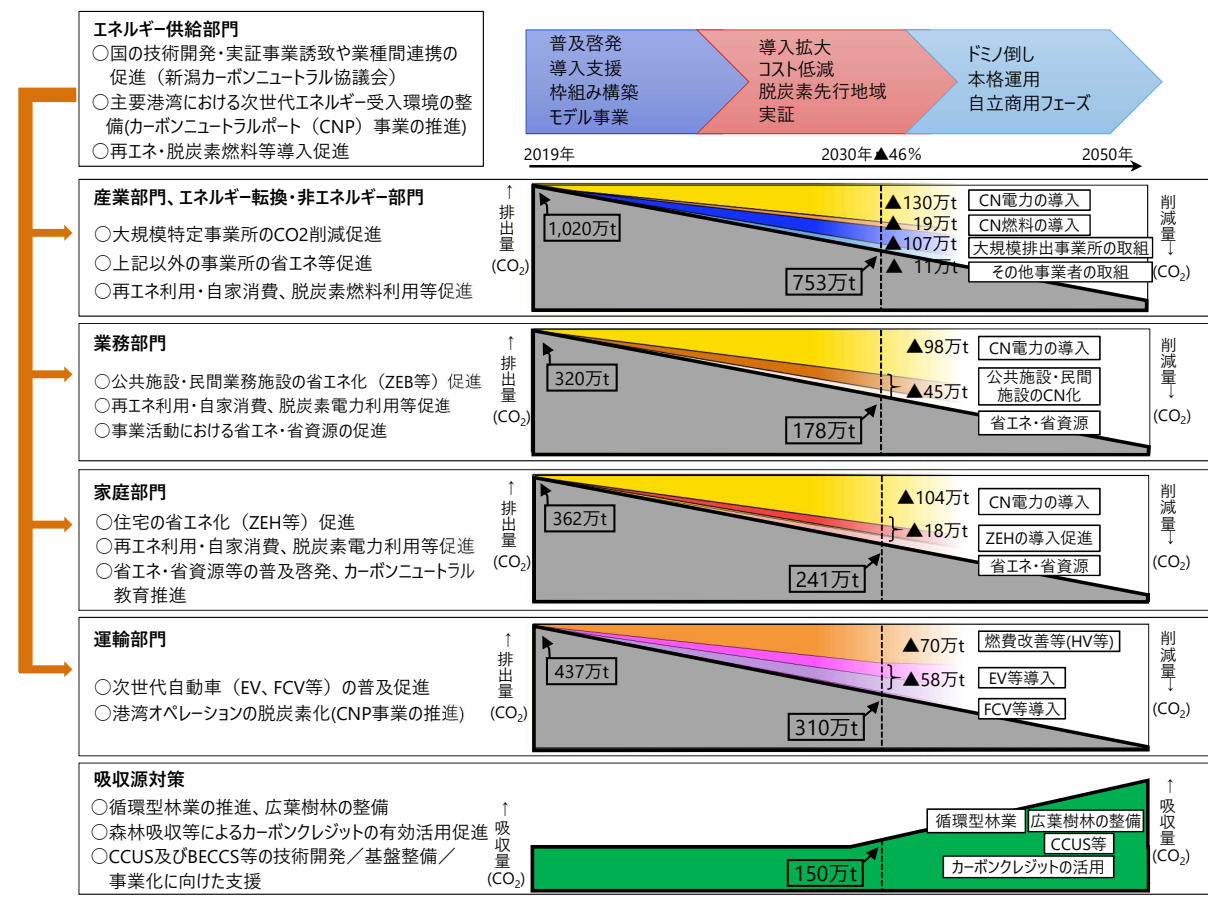 エネルギー供給部門
○国の技術開発・実証事業誘致や業種間連携の
促進（新潟カーボンニュートラル協議会）
○主要港湾における次世代エネルギー受入環境の整
備(カーボンニュートラルポート（CNP）事業の推進)
○再エネ・脱炭素燃料等導入促進
普及啓発
導入支援
枠組み構築
モデル事業
導入拡大
コスト低減
脱炭素先行地域
実証
ドミノ倒し
本格運用
自立商用フェーズ
2019年
2030年▲46%
2050年
産業部門、エネルギー転換・非エネルギー部門
○大規模特定事業所のCO2削減促進
○上記以外の事業所の省エネ等促進
○再エネ利用・自家消費、脱炭素燃料利用等促進
↑排出量
(CO₂)
1,020万t
753万t
▲130万t
CN電力の導入
▲ 19万t
CN燃料の導入
▲107万t
大規模排出事業所の取組
▲ 11万t
その他事業者の取組
削減量↓
(CO₂)
業務部門
○公共施設・民間業務施設の省エネ化（ZEB等）促進
○再エネ利用・自家消費、脱炭素電力利用等促進
○事業活動における省エネ・省資源の促進
↑排出量
(CO₂)
320万t
178万t
▲98万t
CN電力の導入
▲45万t
公共施設・民間
施設のCN化
省エネ・省資源
削減量↓
(CO₂)
家庭部門
○住宅の省エネ化（ZEH等）促進
○再エネ利用・自家消費、脱炭素電力利用等促進
○省エネ・省資源等の普及啓発、カーボンニュートラル
教育推進
↑排出量
(CO₂)
362万t
241万t
▲104万t
CN電力の導入
▲18万t
ZEHの導入促進
省エネ・省資源
削減量↓
(CO₂)
運輸部門
○次世代自動車（EV、FCV等）の普及促進
○港湾オペレーションの脱炭素化(CNP事業の推進)
↑排出量
(CO₂)
437万t
310万t
▲70万t
燃費改善等(HV等)
▲58万t
EV等導入
FCV等導入
削減量↓
(CO₂)
吸収源対策
○循環型林業の推進、広葉樹林の整備
○森林吸収等によるカーボンクレジットの有効活用促進
○CCUS及びBECCS等の技術開発／基盤整備／
事業化に向けた支援
↑吸収量
(CO₂)
150万t
循環型林業
広葉樹林の整備
CCUS等
カーボンクレジットの活用
↑吸収量
(CO₂)